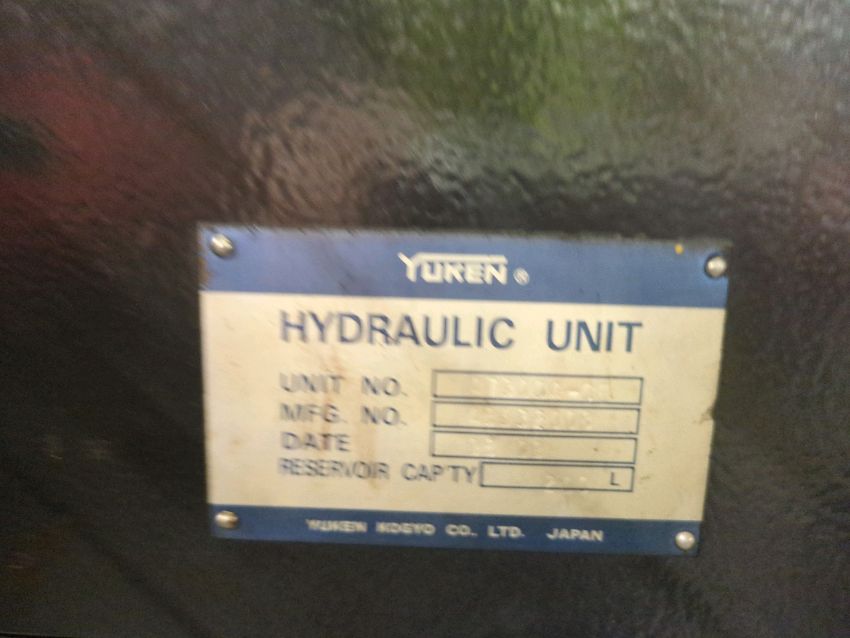 YUKEN ®
HYDRAULIC UNIT
UNIT NO.
MFG. NO.
DATE
RESERVOIR CAP'TY L
YUKEN KOGYO CO., LTD. JAPAN